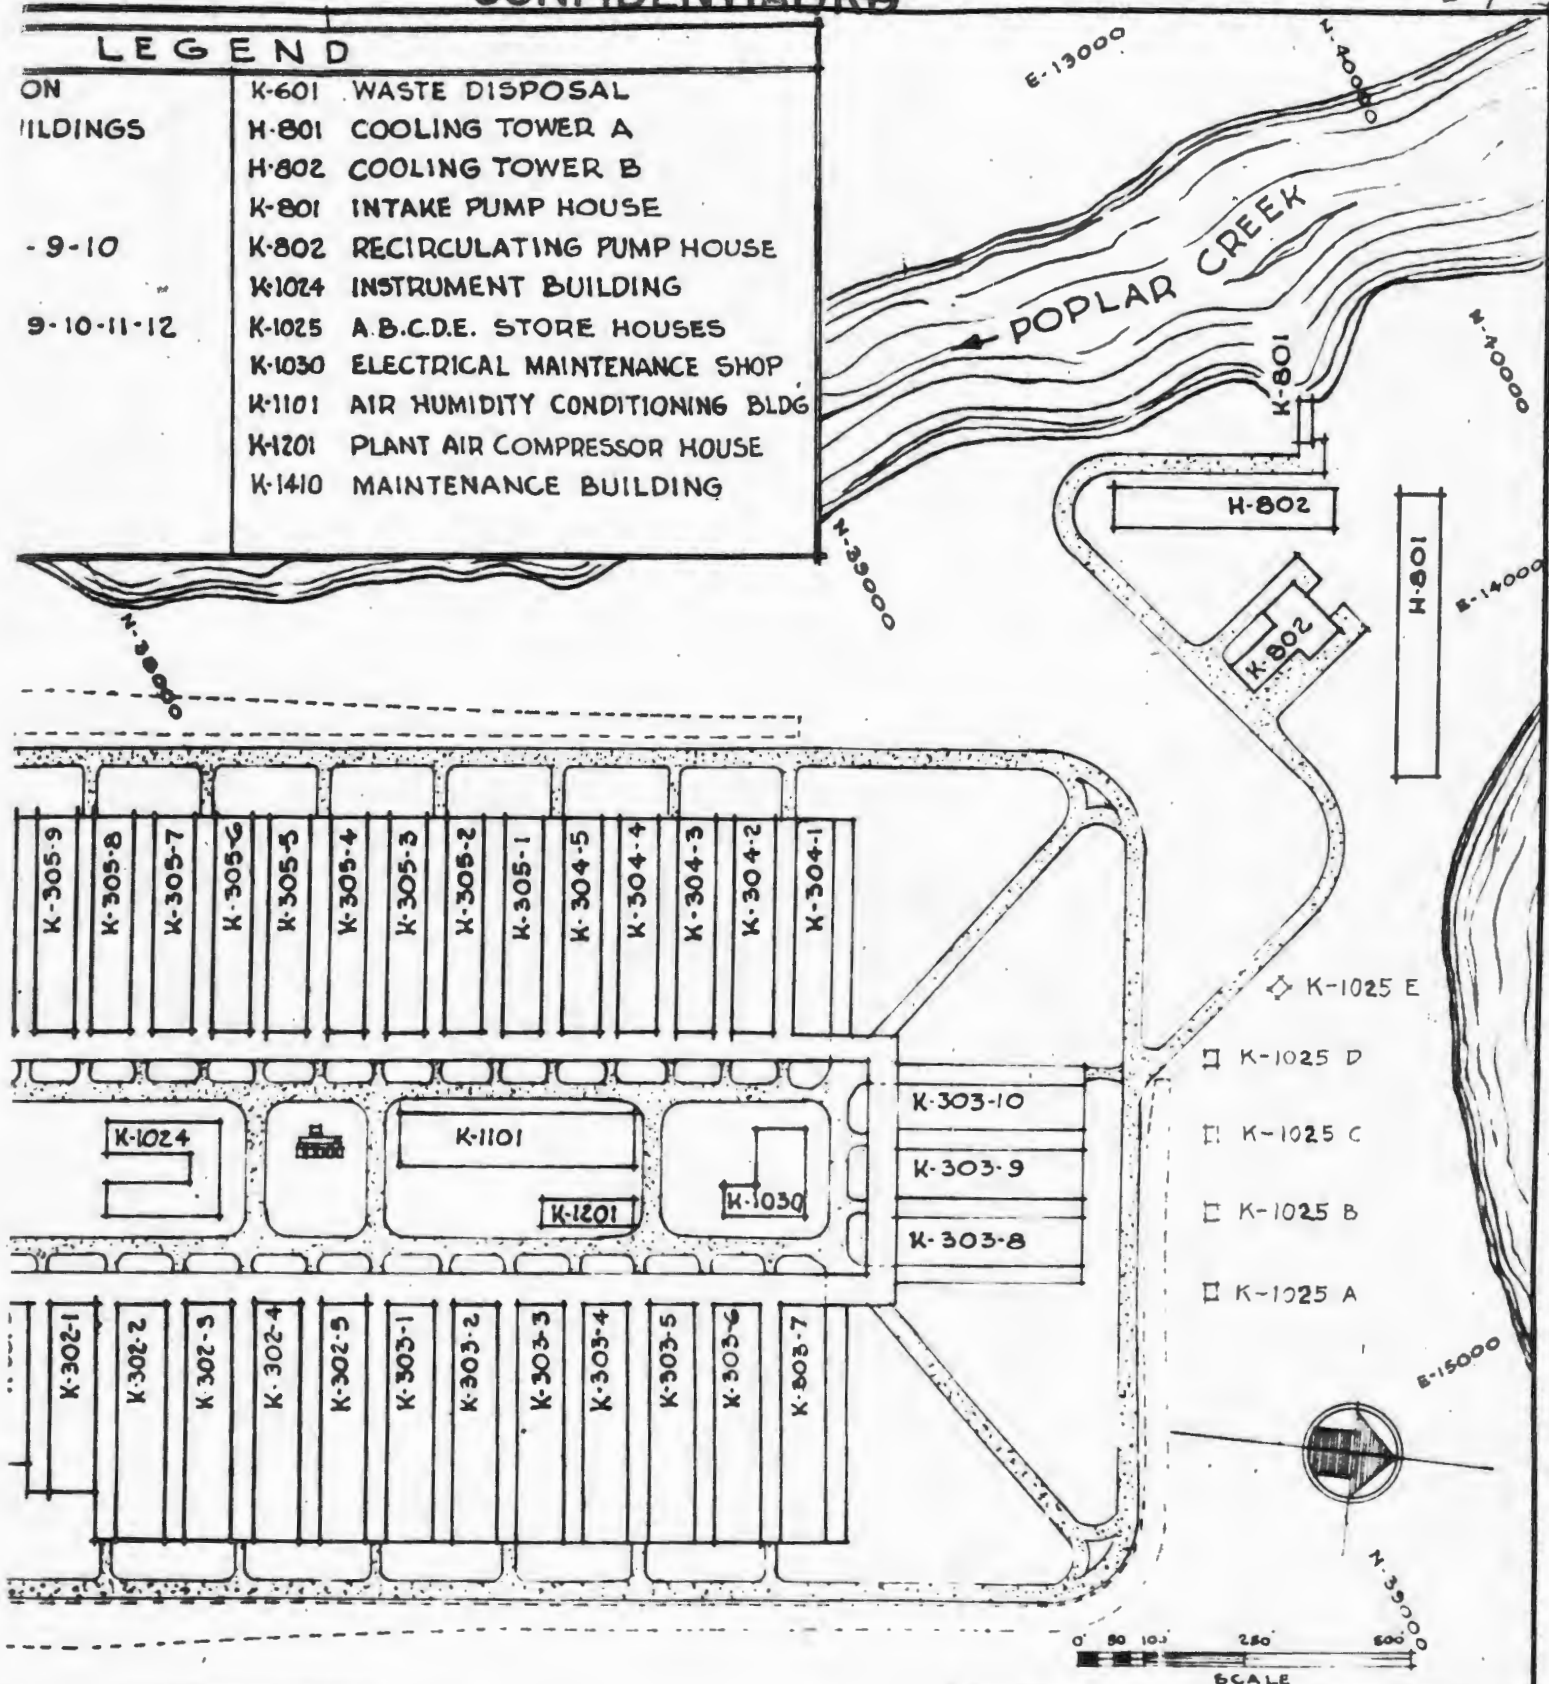 LEGEND
ON
ILDINGS
- 9-10
9-10-11-12
K-601 WASTE DISPOSAL
H-801 COOLING TOWER A
H-802 COOLING TOWER B
K-801 INTAKE PUMP HOUSE
K-802 RECIRCULATING PUMP HOUSE
K-1024 INSTRUMENT BUILDING
K-1025 A.B.C.D.E. STORE HOUSES
K-1030 ELECTRICAL MAINTENANCE SHOP
K-1101 AIR HUMIDITY CONDITIONING BLDG
K-1201 PLANT AIR COMPRESSOR HOUSE
K-1410 MAINTENANCE BUILDING
E-13000
POPLAR CREEK
K-801
N-40000
H-802
H-801
N-39000
E-14000
K-802
N-38000
K-305-9
K-305-8
K-305-7
K-305-6
K-305-5
K-305-4
K-305-3
K-305-2
K-305-1
K-304-5
K-304-4
K-304-3
K-304-2
K-304-1
K-1025 E
K-1025 D
K-1025 C
K-1025 B
K-1025 A
K-303-10
K-303-9
K-303-8
K-1024
K-1101
K-1201
K-1030
K-302-1
K-302-2
K-302-3
K-302-4
K-302-5
K-303-1
K-303-2
K-303-3
K-303-4
K-303-5
K-303-6
K-303-7
E-15000
N-39000
0' 50 100 250 500'
SCALE